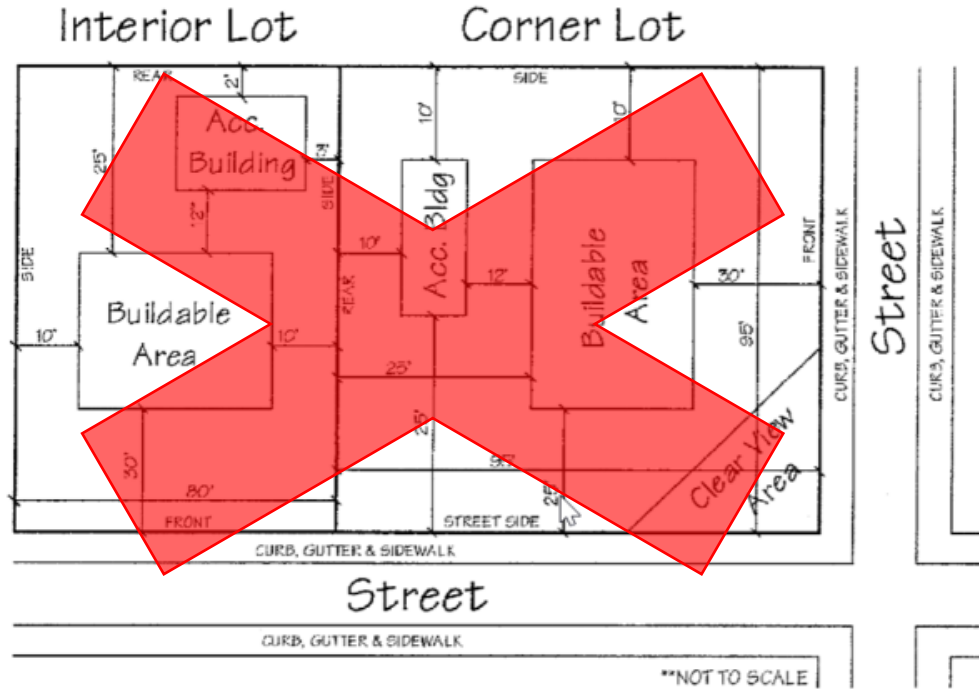 Interior Lot
Corner Lot
REAR
2'
SIDE
Acc.
Building
25'
3'
10'
10'
SIDE
12'
Acc. Bldg
Buildable
Area
FRONT
CURB, GUTTER & SIDEWALK
Street
CURB, GUTTER & SIDEWALK
SIDE
10'
REAR
12'
30'
Buildable
Area
10'
10'
95'
25'
25'
30'
95'
Clear View
Area
80'
25'
FRONT
STREET SIDE
CURB, GUTTER & SIDEWALK
Street
CURB, GUTTER & SIDEWALK
**NOT TO SCALE